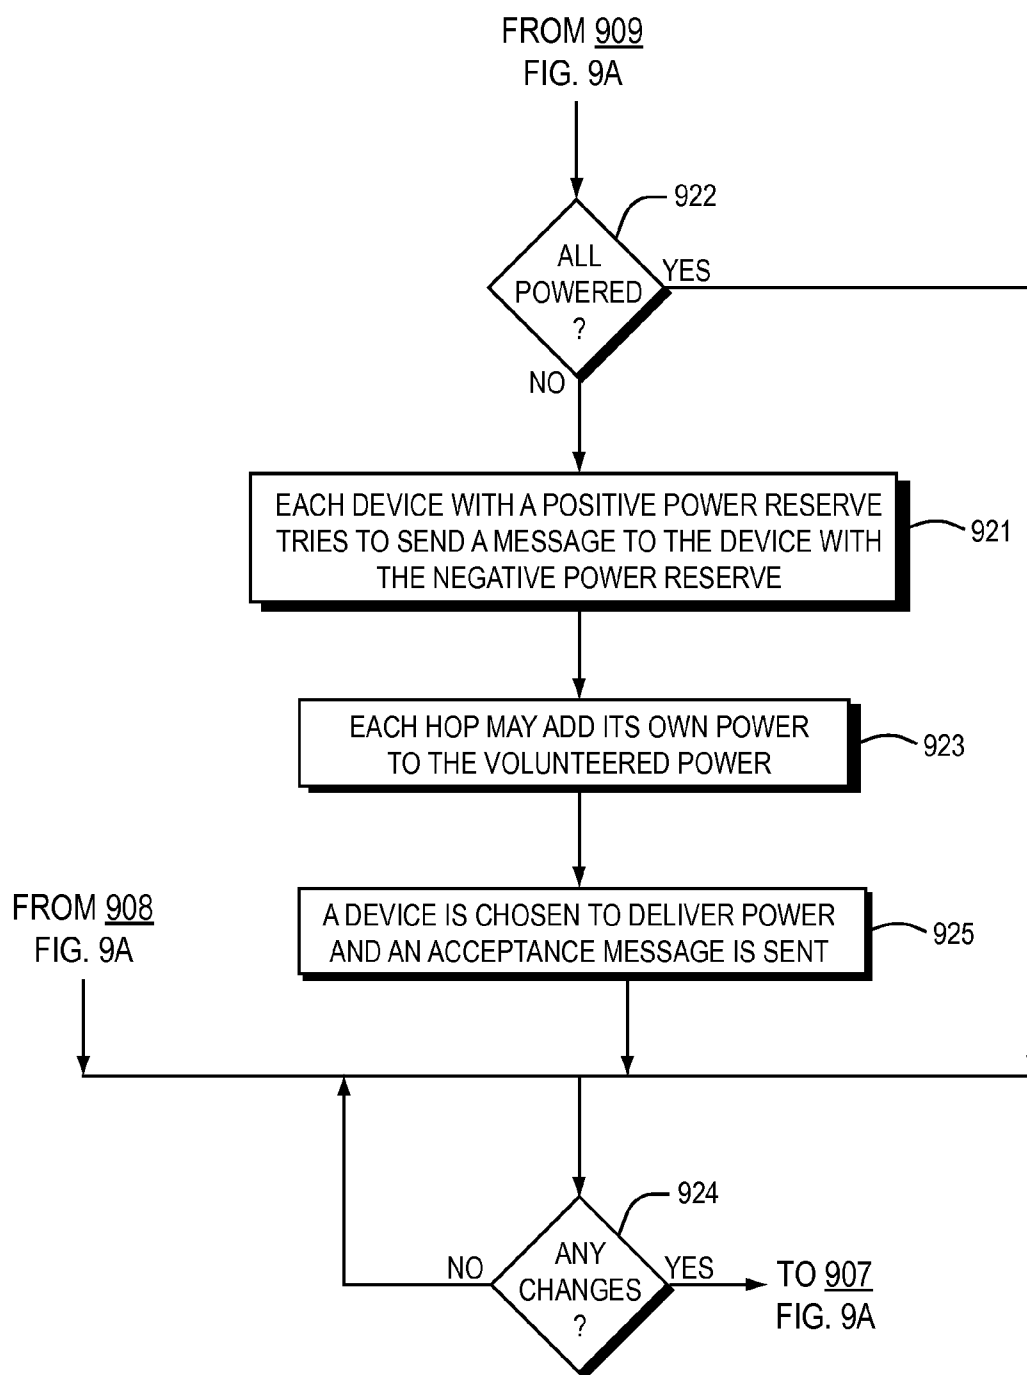 FROM 909
FIG. 9A
922
ALL
POWERED
?
YES
NO
EACH DEVICE WITH A POSITIVE POWER RESERVE
TRIES TO SEND A MESSAGE TO THE DEVICE WITH
THE NEGATIVE POWER RESERVE
921
EACH HOP MAY ADD ITS OWN POWER
TO THE VOLUNTEERED POWER
923
FROM 908
FIG. 9A
A DEVICE IS CHOSEN TO DELIVER POWER
AND AN ACCEPTANCE MESSAGE IS SENT
925
924
NO
ANY
CHANGES
?
YES
TO 907
FIG. 9A